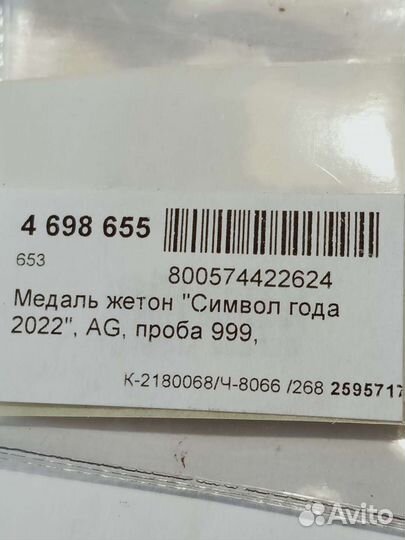 4 698 655
653
800574422624
Медаль жетон "Символ года
2022", AG, проба 999,
К-2180068/Ч-8066 /268 2595717
Avito